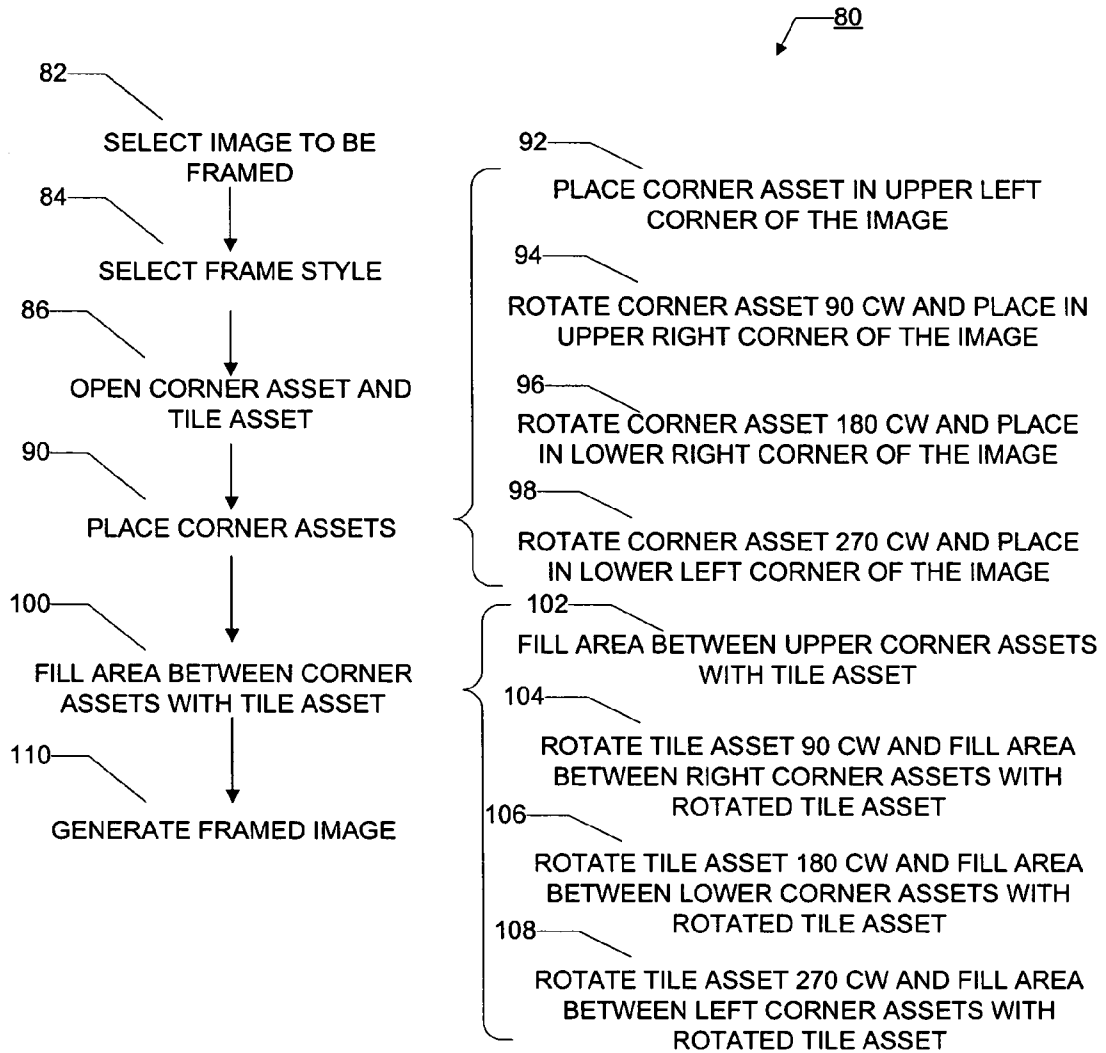 80
82
SELECT IMAGE TO BE
FRAMED
84
SELECT FRAME STYLE
86
OPEN CORNER ASSET AND
TILE ASSET
90
PLACE CORNER ASSETS
92
PLACE CORNER ASSET IN UPPER LEFT
CORNER OF THE IMAGE
94
ROTATE CORNER ASSET 90 CW AND PLACE IN
UPPER RIGHT CORNER OF THE IMAGE
96
ROTATE CORNER ASSET 180 CW AND PLACE
IN LOWER RIGHT CORNER OF THE IMAGE
98
ROTATE CORNER ASSET 270 CW AND PLACE
IN LOWER LEFT CORNER OF THE IMAGE
100
FILL AREA BETWEEN CORNER
ASSETS WITH TILE ASSET
102
FILL AREA BETWEEN UPPER CORNER ASSETS
WITH TILE ASSET
104
ROTATE TILE ASSET 90 CW AND FILL AREA
BETWEEN RIGHT CORNER ASSETS WITH
ROTATED TILE ASSET
106
ROTATE TILE ASSET 180 CW AND FILL AREA
BETWEEN LOWER CORNER ASSETS WITH
ROTATED TILE ASSET
108
ROTATE TILE ASSET 270 CW AND FILL AREA
BETWEEN LEFT CORNER ASSETS WITH
ROTATED TILE ASSET
110
GENERATE FRAMED IMAGE